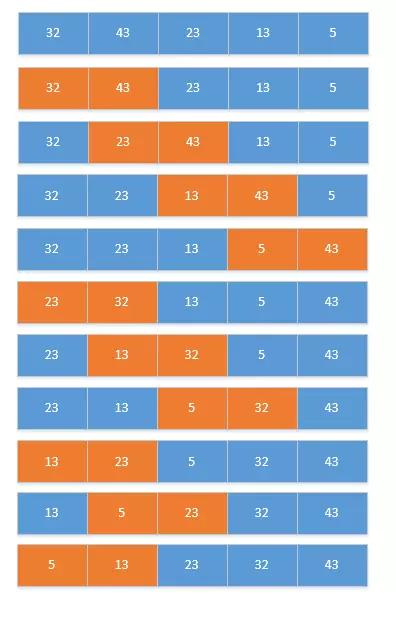 32 43 23 13 5
32 43 23 13 5
32 23 43 13 5
32 23 13 43 5
32 23 13 5 43
23 32 13 5 43
23 13 32 5 43
23 13 5 32 43
13 23 5 32 43
13 5 23 32 43
5 13 23 32 43